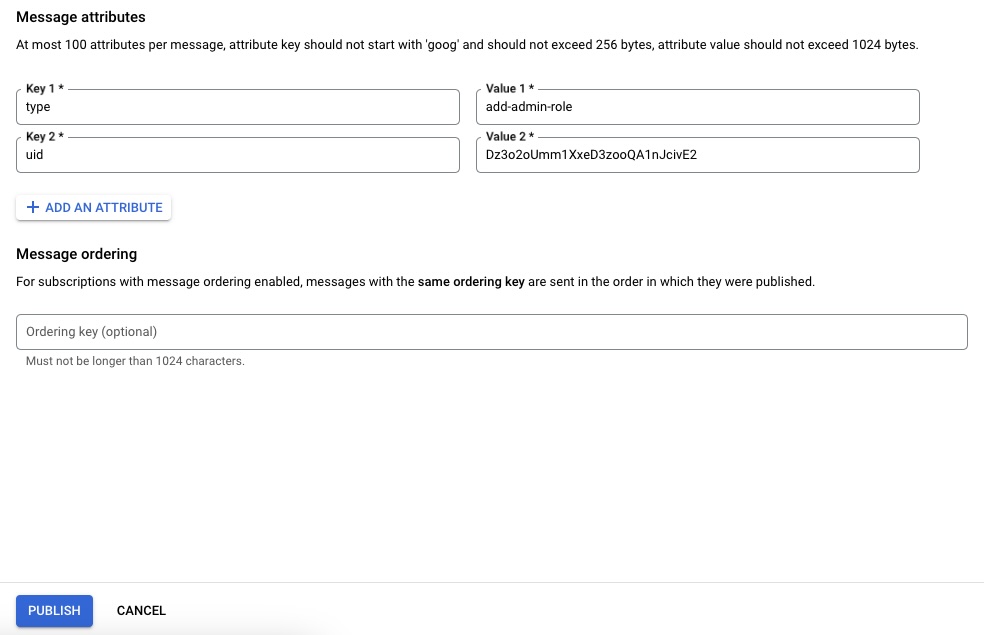 Message attributes
At most 100 attributes per message, attribute key should not start with 'goog' and should not exceed 256 bytes, attribute value should not exceed 1024 bytes.
Key 1 *
type
Value 1 *
add-admin-role
Key 2 *
uid
Value 2 *
Dz3o2oUmm1XxeD3zooQA1nJcivE2
ADD AN ATTRIBUTE
Message ordering
For subscriptions with message ordering enabled, messages with the same ordering key are sent in the order in which they were published.
Ordering key (optional)
Must not be longer than 1024 characters.
PUBLISH
CANCEL